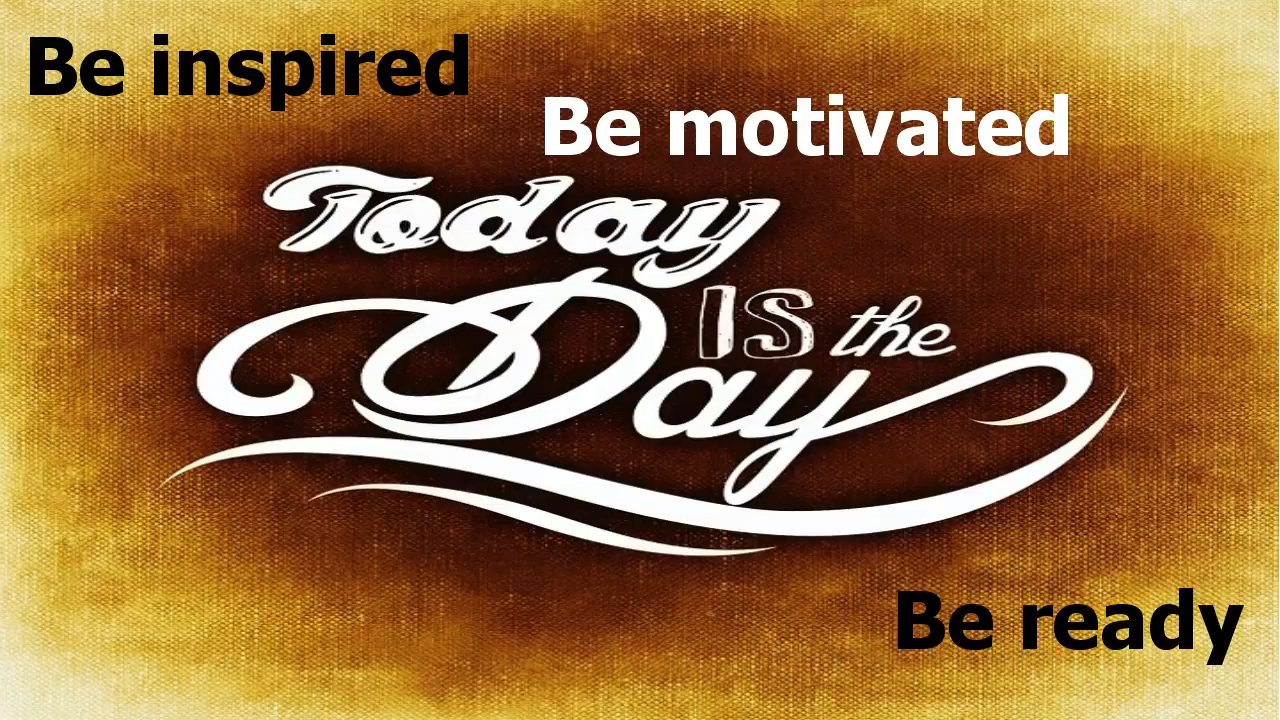 Be inspired
Be motivated
Today
IS the
Day
Be ready